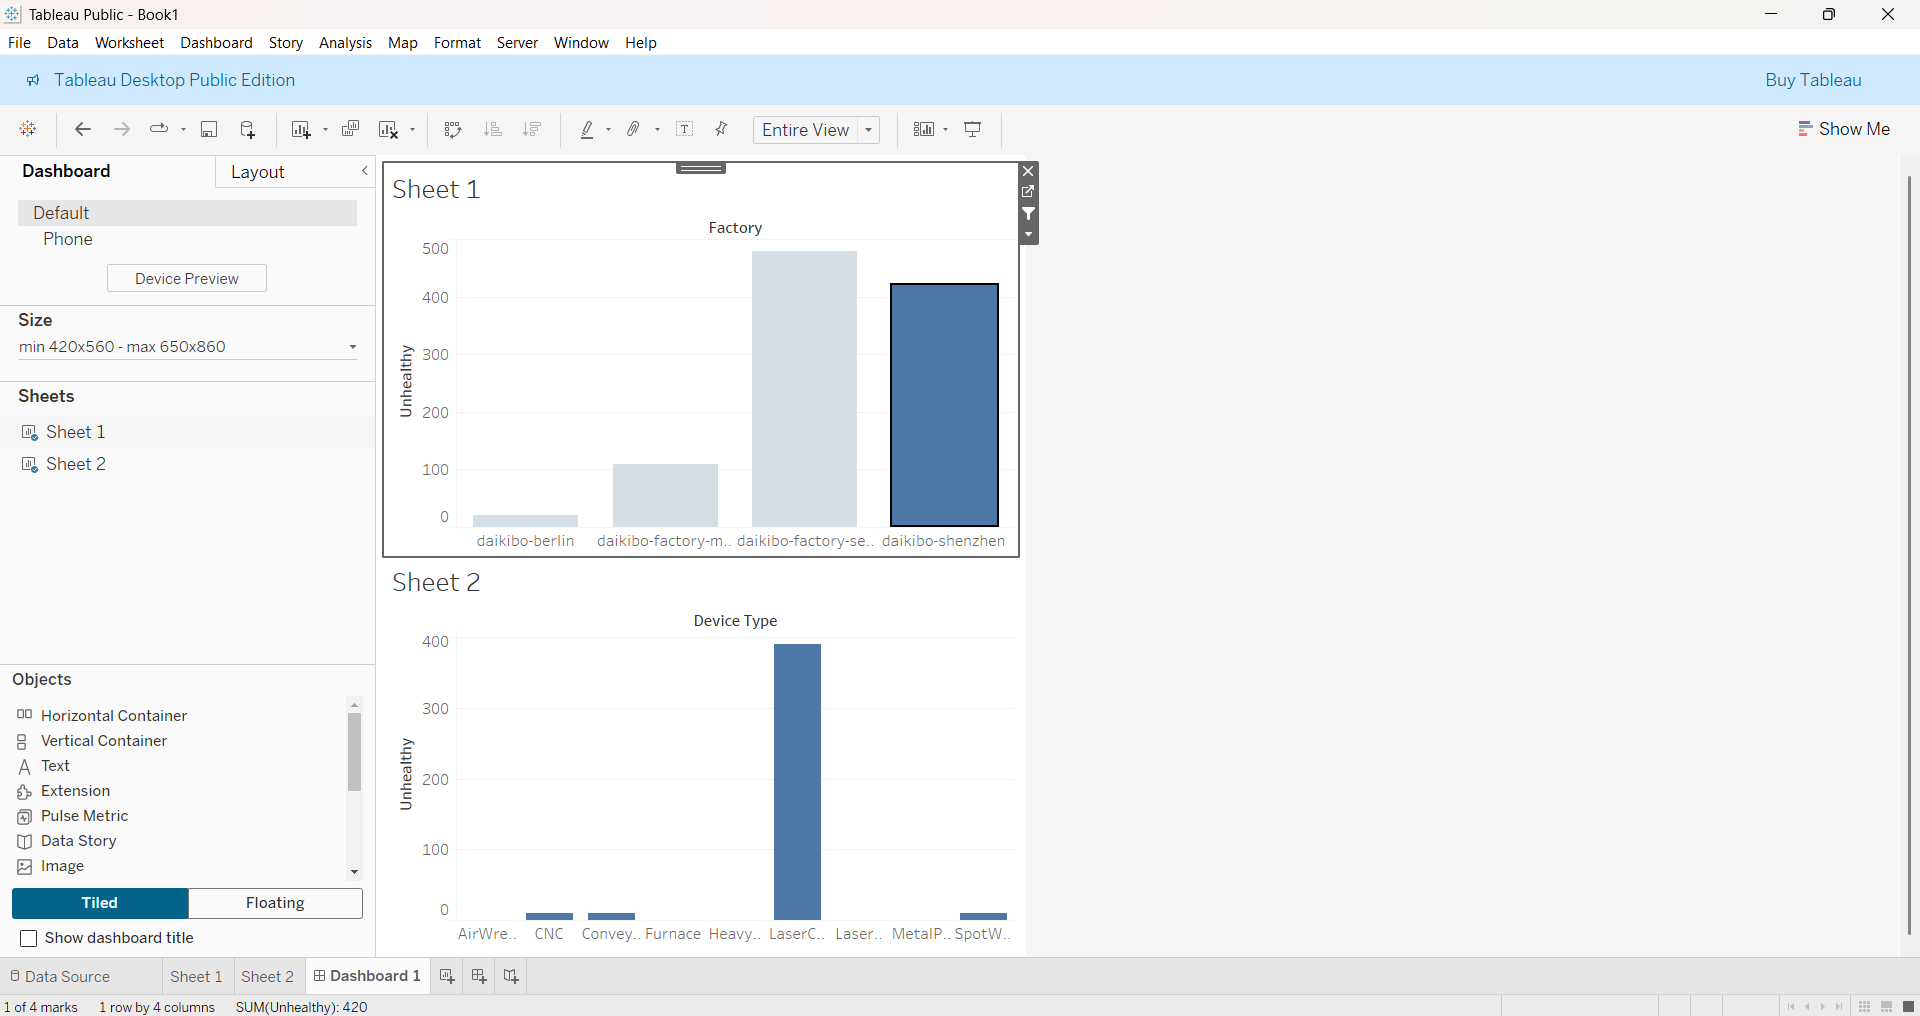 Tableau Public - Book1
File Data Worksheet Dashboard Story Analysis Map Format Server Window Help
Tableau Desktop Public Edition
Buy Tableau
Entire View
Show Me
Dashboard
Layout
Default
Phone
Device Preview
Size
min 420x560 - max 650x860
Sheets
Sheet 1
Sheet 2
Objects
Horizontal Container
Vertical Container
Text
Extension
Pulse Metric
Data Story
Image
Tiled
Floating
Show dashboard title
Sheet 1
Factory
Unhealthy
500
400
300
200
100
0
daikibo-berlin daikibo-factory-m.. daikibo-factory-se.. daikibo-shenzhen
Sheet 2
Device Type
Unhealthy
400
300
200
100
0
AirWre.. CNC Convey.. Furnace Heavy.. LaserC.. Laser.. MetalP.. SpotW..
Data Source Sheet 1 Sheet 2 Dashboard 1
1 of 4 marks 1 row by 4 columns SUM(Unhealthy): 420